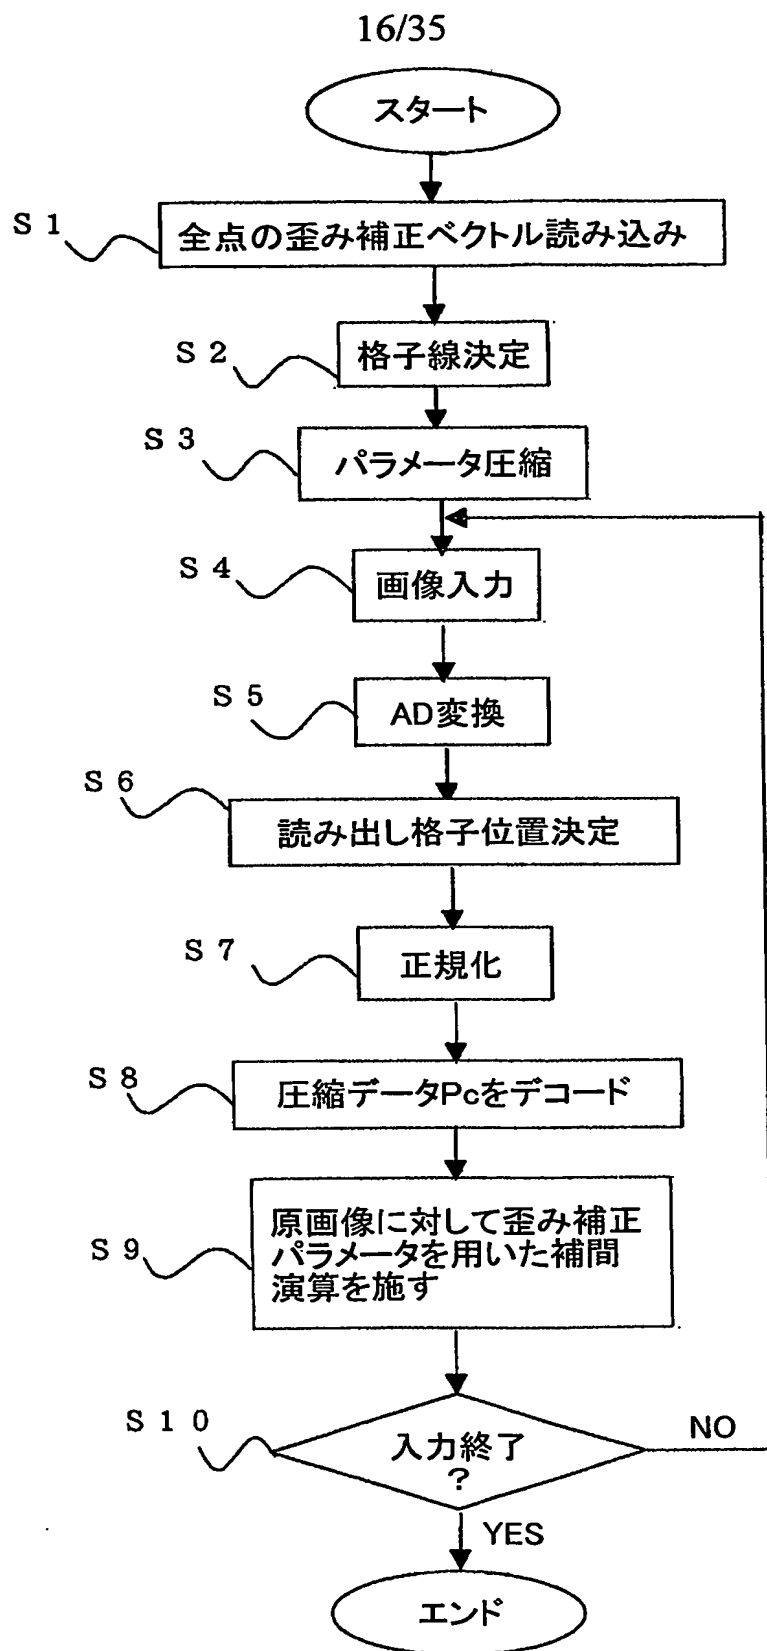 16/35
スタート
S 1
全点の歪み補正ベクトル読み込み
S 2
格子線決定
S 3
パラメータ圧縮
S 4
画像入力
S 5
AD変換
S 6
読み出し格子位置決定
S 7
正規化
S 8
圧縮データPcをデコード
S 9
原画像に対して歪み補正
パラメータを用いた補間
演算を施す
S 1 0
入力終了
?
NO
YES
エンド